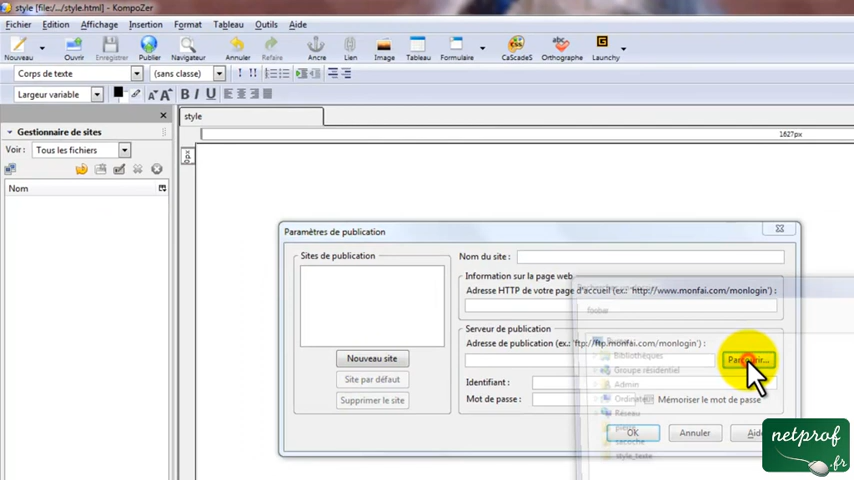 style [file:/.../style.html] - KompoZer
Fichier Edition Affichage Insertion Format Tableau Outils Aide
Nouveau Ouvrir Enregistrer Publier Navigateur Annuler Refaire Ancre Lien Image Tableau Formulaire CaScadeS Orthographe Launchy
Corps de texte (sans classe) ! !!
Largeur variable A A B I U
Gestionnaire de sites
style
1627px
0px
Voir : Tous les fichiers
Nom
Paramètres de publication
Sites de publication
Nom du site :
Information sur la page web
Adresse HTTP de votre page d'accueil (ex.: 'http://www.monfai.com/monlogin') :
foobar
Serveur de publication
Adresse de publication (ex.: 'ftp://ftp.monfai.com/monlogin') :
Bibliothèques
Parcourir...
Nouveau site
Groupe résidentiel
Site par défaut
Identifiant :
Admin
Supprimer le site
Mot de passe :
Ordinateur
Mémoriser le mot de passe
Réseau
OK Annuler Aide
sacoche
style_teste
netprof
.fr